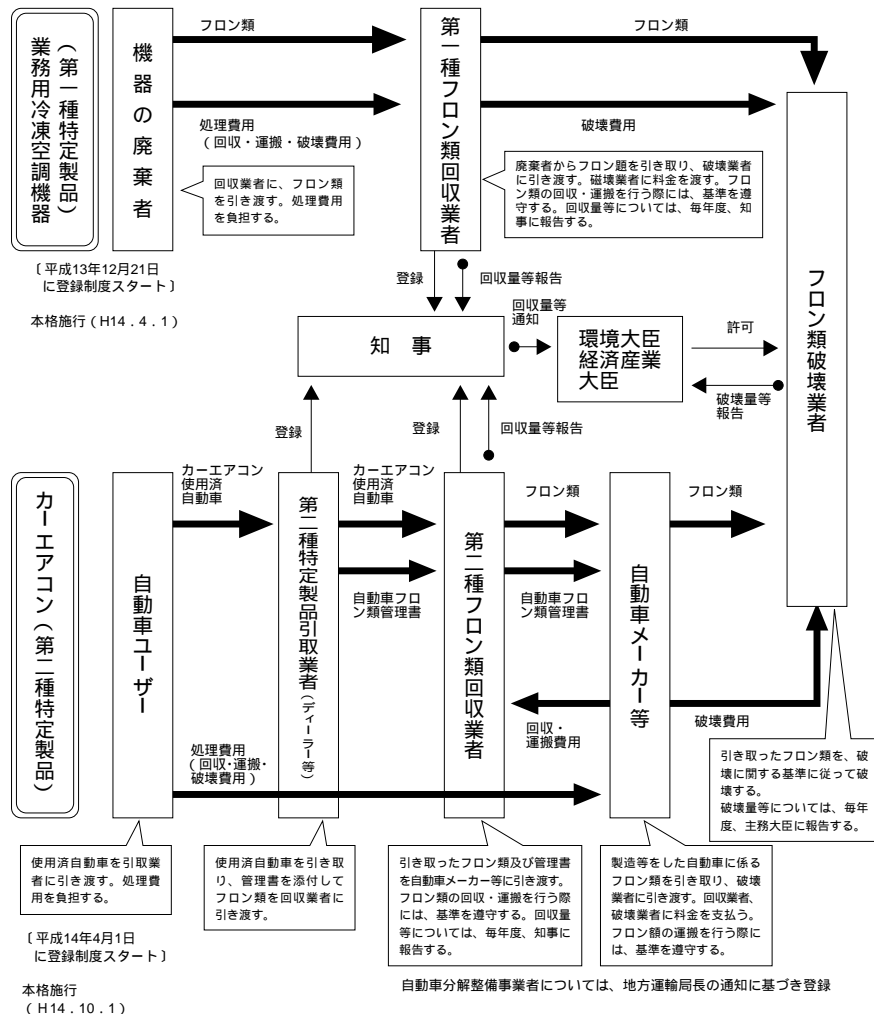 業務用冷凍空調機器
（第一種特定製品）
機器の廃棄者
フロン類
処理費用
（回収・運搬・破壊費用）
回収業者に、フロン類
を引き渡す。処理費用
を負担する。
第一種フロン類回収業者
フロン類
破壊費用
廃棄者からフロン題を引き取り、破壊業者
に引き渡す。磁壊業者に料金を渡す。フロ
ン類の回収・運搬を行う際には、基準を遵
守する。回収量等については、毎年度、知
事に報告する。
フロン類破壊業者
〔平成13年12月21日
に登録制度スタート〕
本格施行（H14．4．1）
登録
回収量等報告
知　事
回収量等
通知
環境大臣
経済産業
大臣
許可
破壊量等
報告
登録
登録
回収量等報告
カーエアコン（第二種特定製品）
自動車ユーザー
カーエアコン
使用済
自動車
第二種特定製品引取業者（ディーラー等）
カーエアコン
使用済
自動車
自動車フロ
ン類管理書
第二種フロン類回収業者
フロン類
自動車フロ
ン類管理書
自動車メーカー等
フロン類
回収・
運搬費用
破壊費用
処理費用
（回収・運搬・
破壊費用）
引き取ったフロン類を、破
壊に関する基準に従って破
壊する。
破壊量等については、毎年
度、主務大臣に報告する。
使用済自動車を引取業
者に引き渡す。処理費
用を負担する。
使用済自動車を引き取
り、管理書を添付して
フロン類を回収業者に
引き渡す。
引き取ったフロン類及び管理書
を自動車メーカー等に引き渡す。
フロン類の回収・運搬を行う際
には、基準を遵守する。回収量
等については、毎年度、知事に
報告する。
製造等をした自動車に係る
フロン類を引き取り、破壊
業者に引き渡す。回収業者、
破壊業者に料金を支払う。
フロン額の運搬を行う際に
は、基準を遵守する。
〔平成14年4月1日
に登録制度スタート〕
本格施行
（H14．10．1）
自動車分解整備事業者については、地方運輸局長の通知に基づき登録